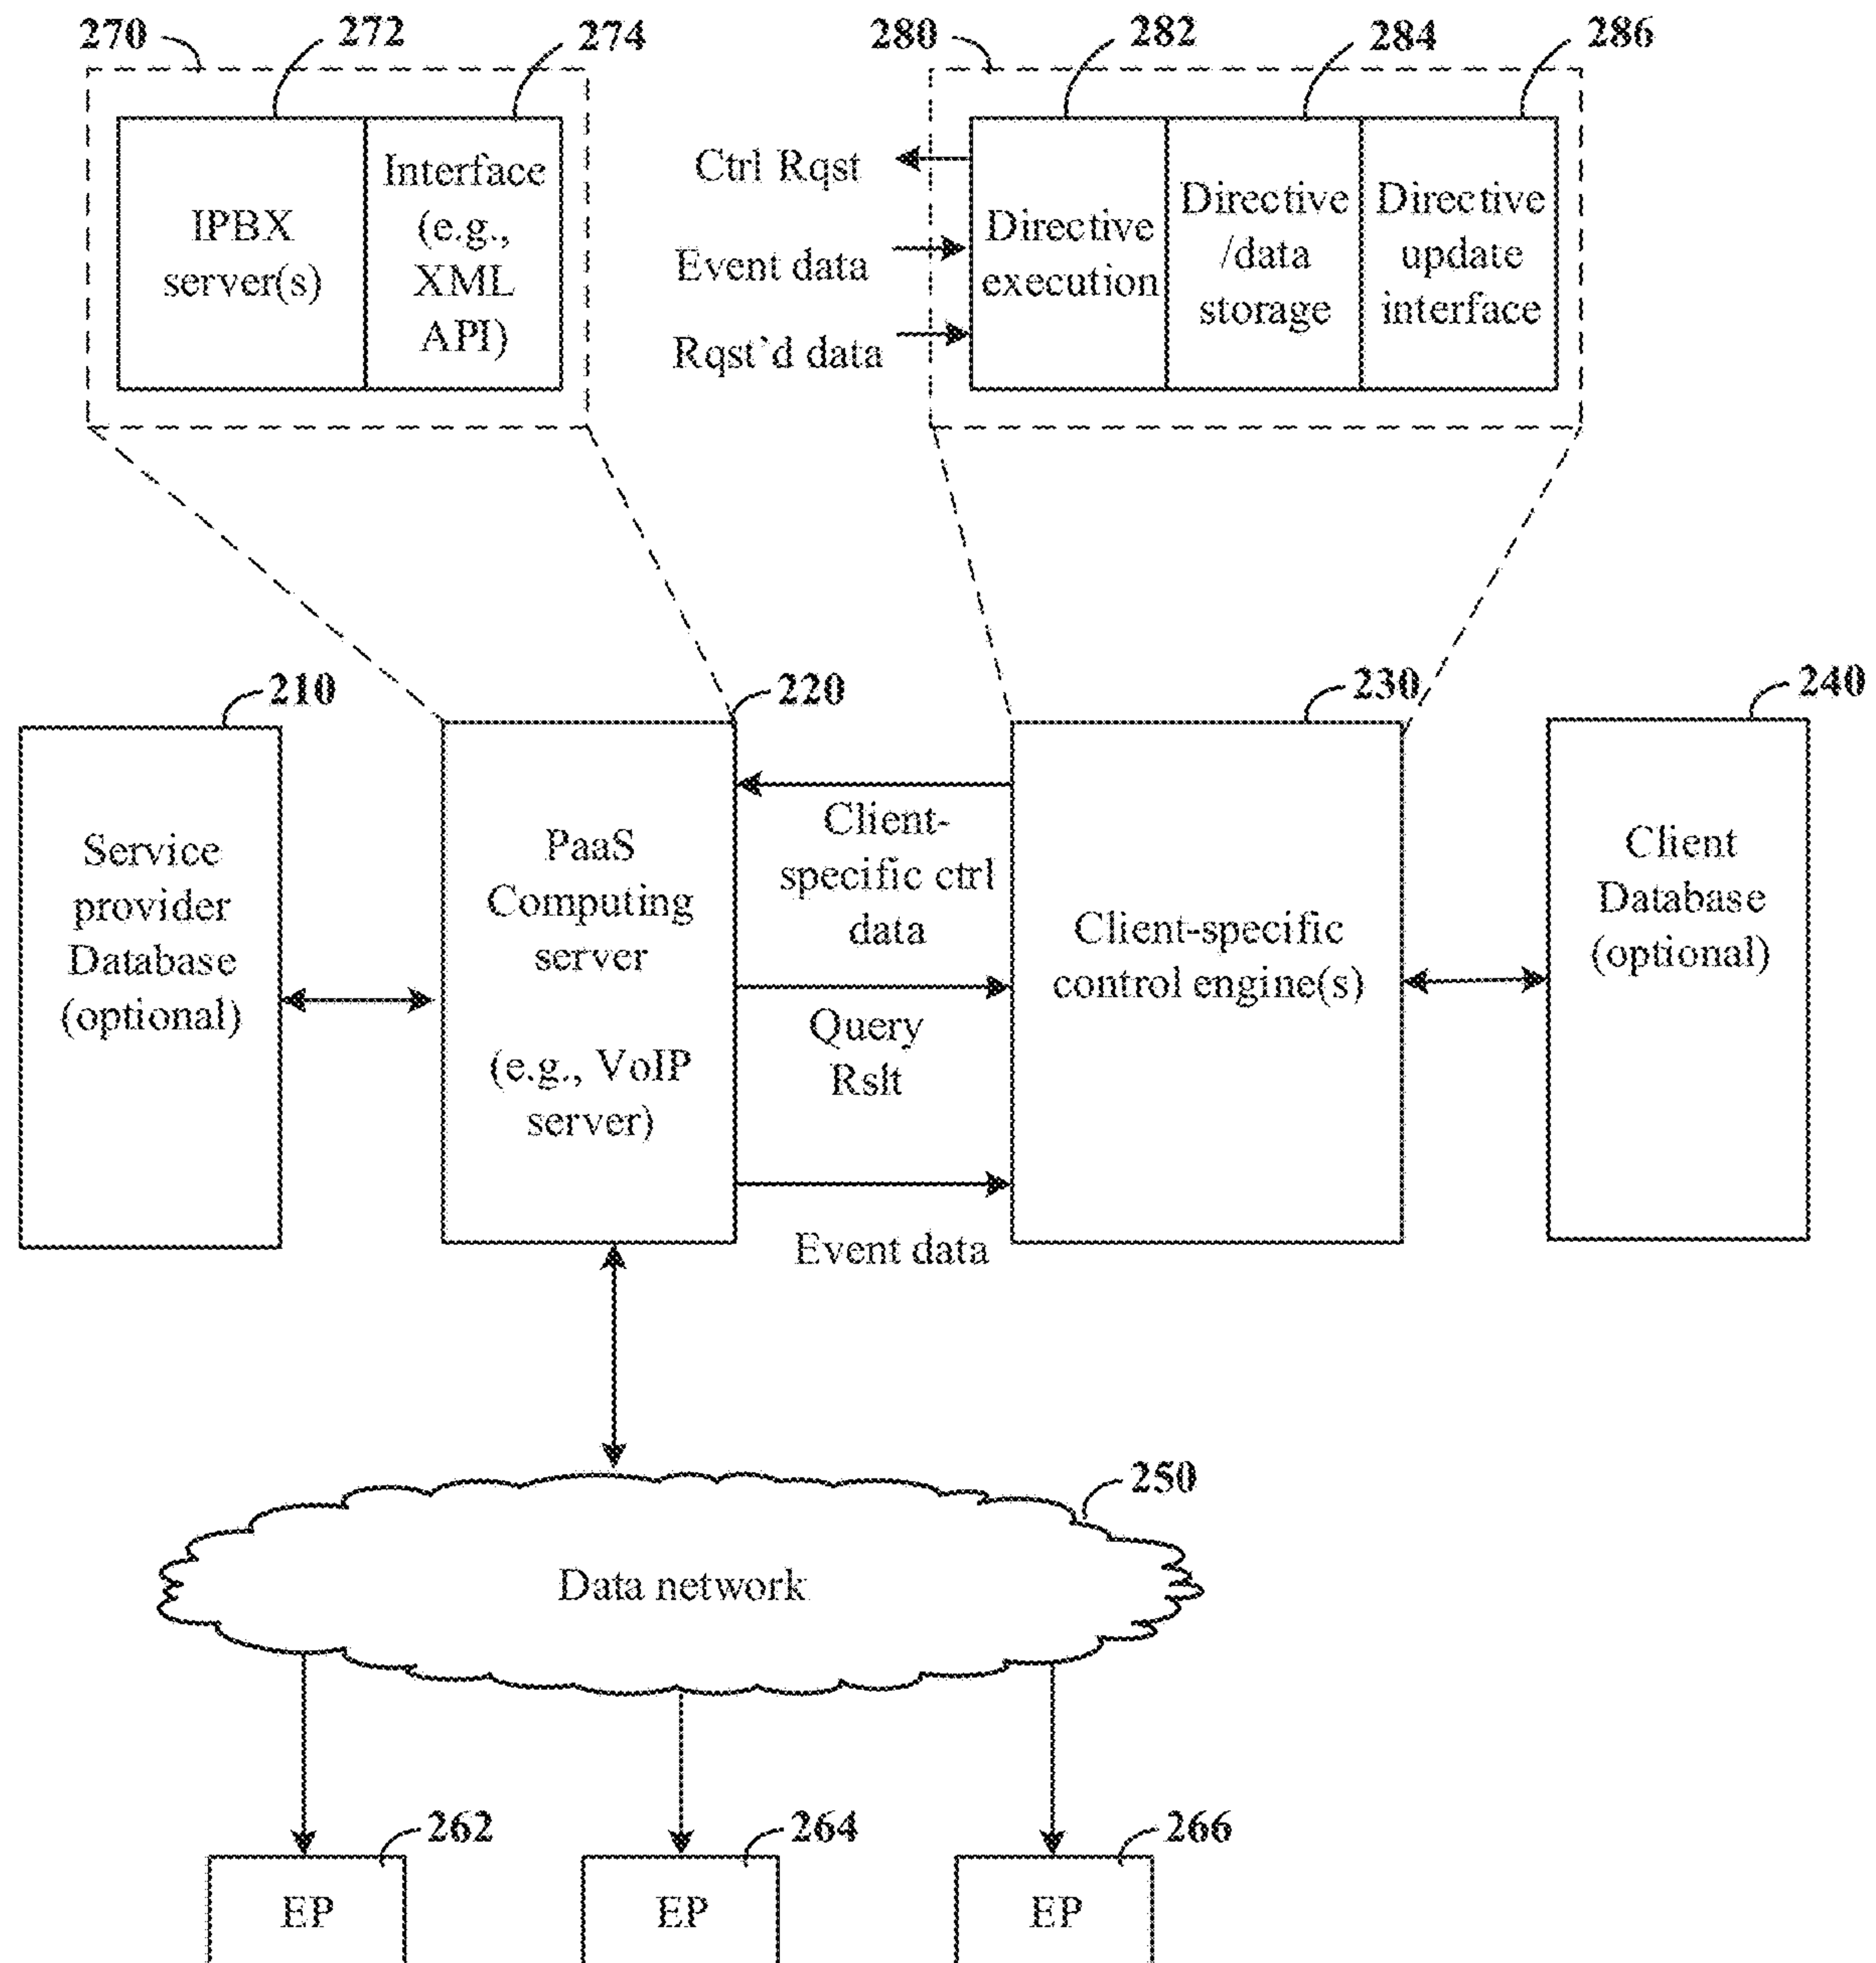 270
272
274
280
282
284
286
IPBX
server(s)
Interface
(e.g.,
XML
API)
Ctrl Rqst
Event data
Rqst'd data
Directive
execution
Directive
/data
storage
Directive
update
interface
210
220
230
240
Service
provider
Database
(optional)
PaaS
Computing
server
(e.g., VoIP
server)
Client-
specific ctrl
data
Query
Rslt
Event data
Client-specific
control engine(s)
Client
Database
(optional)
250
Data network
262
264
266
EP
EP
EP